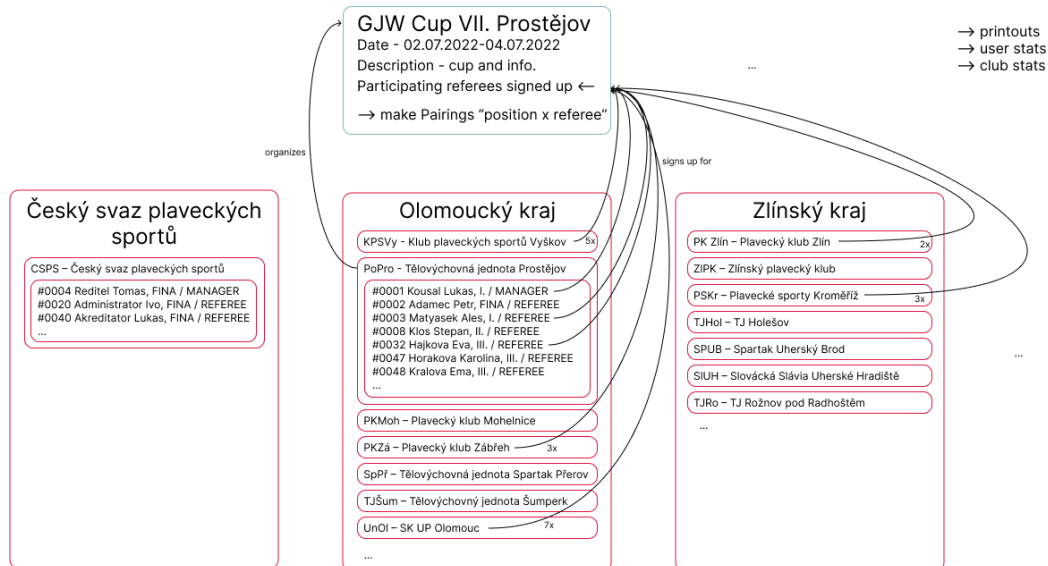 GJW Cup VII. Prostějov
Date - 02.07.2022-04.07.2022
Description - cup and info.
Participating referees signed up <-
-> make Pairings “position x referee”
...
-> printouts
-> user stats
-> club stats
organizes
signs up for
Český svaz plaveckých
sportů
CSPS – Český svaz plaveckých sportů
#0004 Reditel Tomas, FINA / MANAGER
#0020 Administrator Ivo, FINA / REFEREE
#0040 Akreditator Lukas, FINA / REFEREE
...
Olomoucký kraj
KPSVy - Klub plaveckých sportů Vyškov
5x
PoPro - Tělovýchovná jednota Prostějov
#0001 Kousal Lukas, I. / MANAGER
#0002 Adamec Petr, FINA / REFEREE
#0003 Matyasek Ales, I. / REFEREE
#0008 Klos Stepan, II. / REFEREE
#0032 Hajkova Eva, III. / REFEREE
#0047 Horakova Karolina, III. / REFEREE
#0048 Kralova Ema, III. / REFEREE
...
PKMoh – Plavecký klub Mohelnice
PKZá – Plavecký klub Zábřeh
3x
SpPř – Tělovýchovná jednota Spartak Přerov
TJŠum – Tělovýchovný jednota Šumperk
UnOl – SK UP Olomouc
7x
...
Zlínský kraj
PK Zlín – Plavecký klub Zlín
2x
ZlPK – Zlínský plavecký klub
PSKr – Plavecké sporty Kroměříž
3x
TJHol – TJ Holešov
SPUB – Spartak Uherský Brod
SlUH – Slovácká Slávia Uherské Hradiště
TJRo – TJ Rožnov pod Radhoštěm
...
...